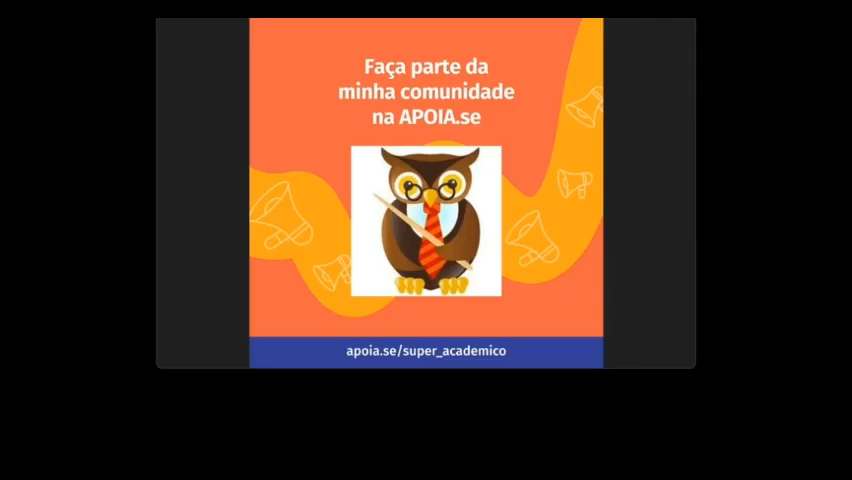 Faça parte da
minha comunidade
na APOIA.se
apoia.se/super_academico